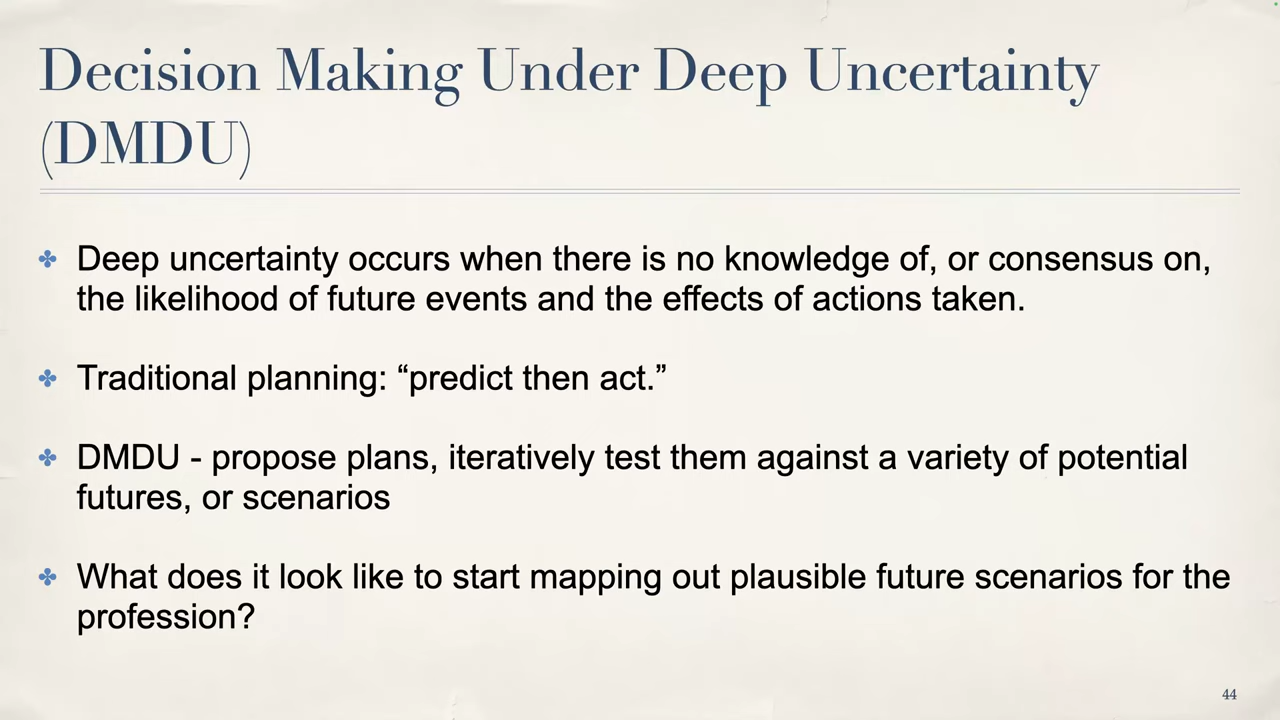 Decision Making Under Deep Uncertainty
(DMDU)
Deep uncertainty occurs when there is no knowledge of, or consensus on,
the likelihood of future events and the effects of actions taken.
Traditional planning: “predict then act.”
DMDU - propose plans, iteratively test them against a variety of potential
futures, or scenarios
What does it look like to start mapping out plausible future scenarios for the
profession?
44